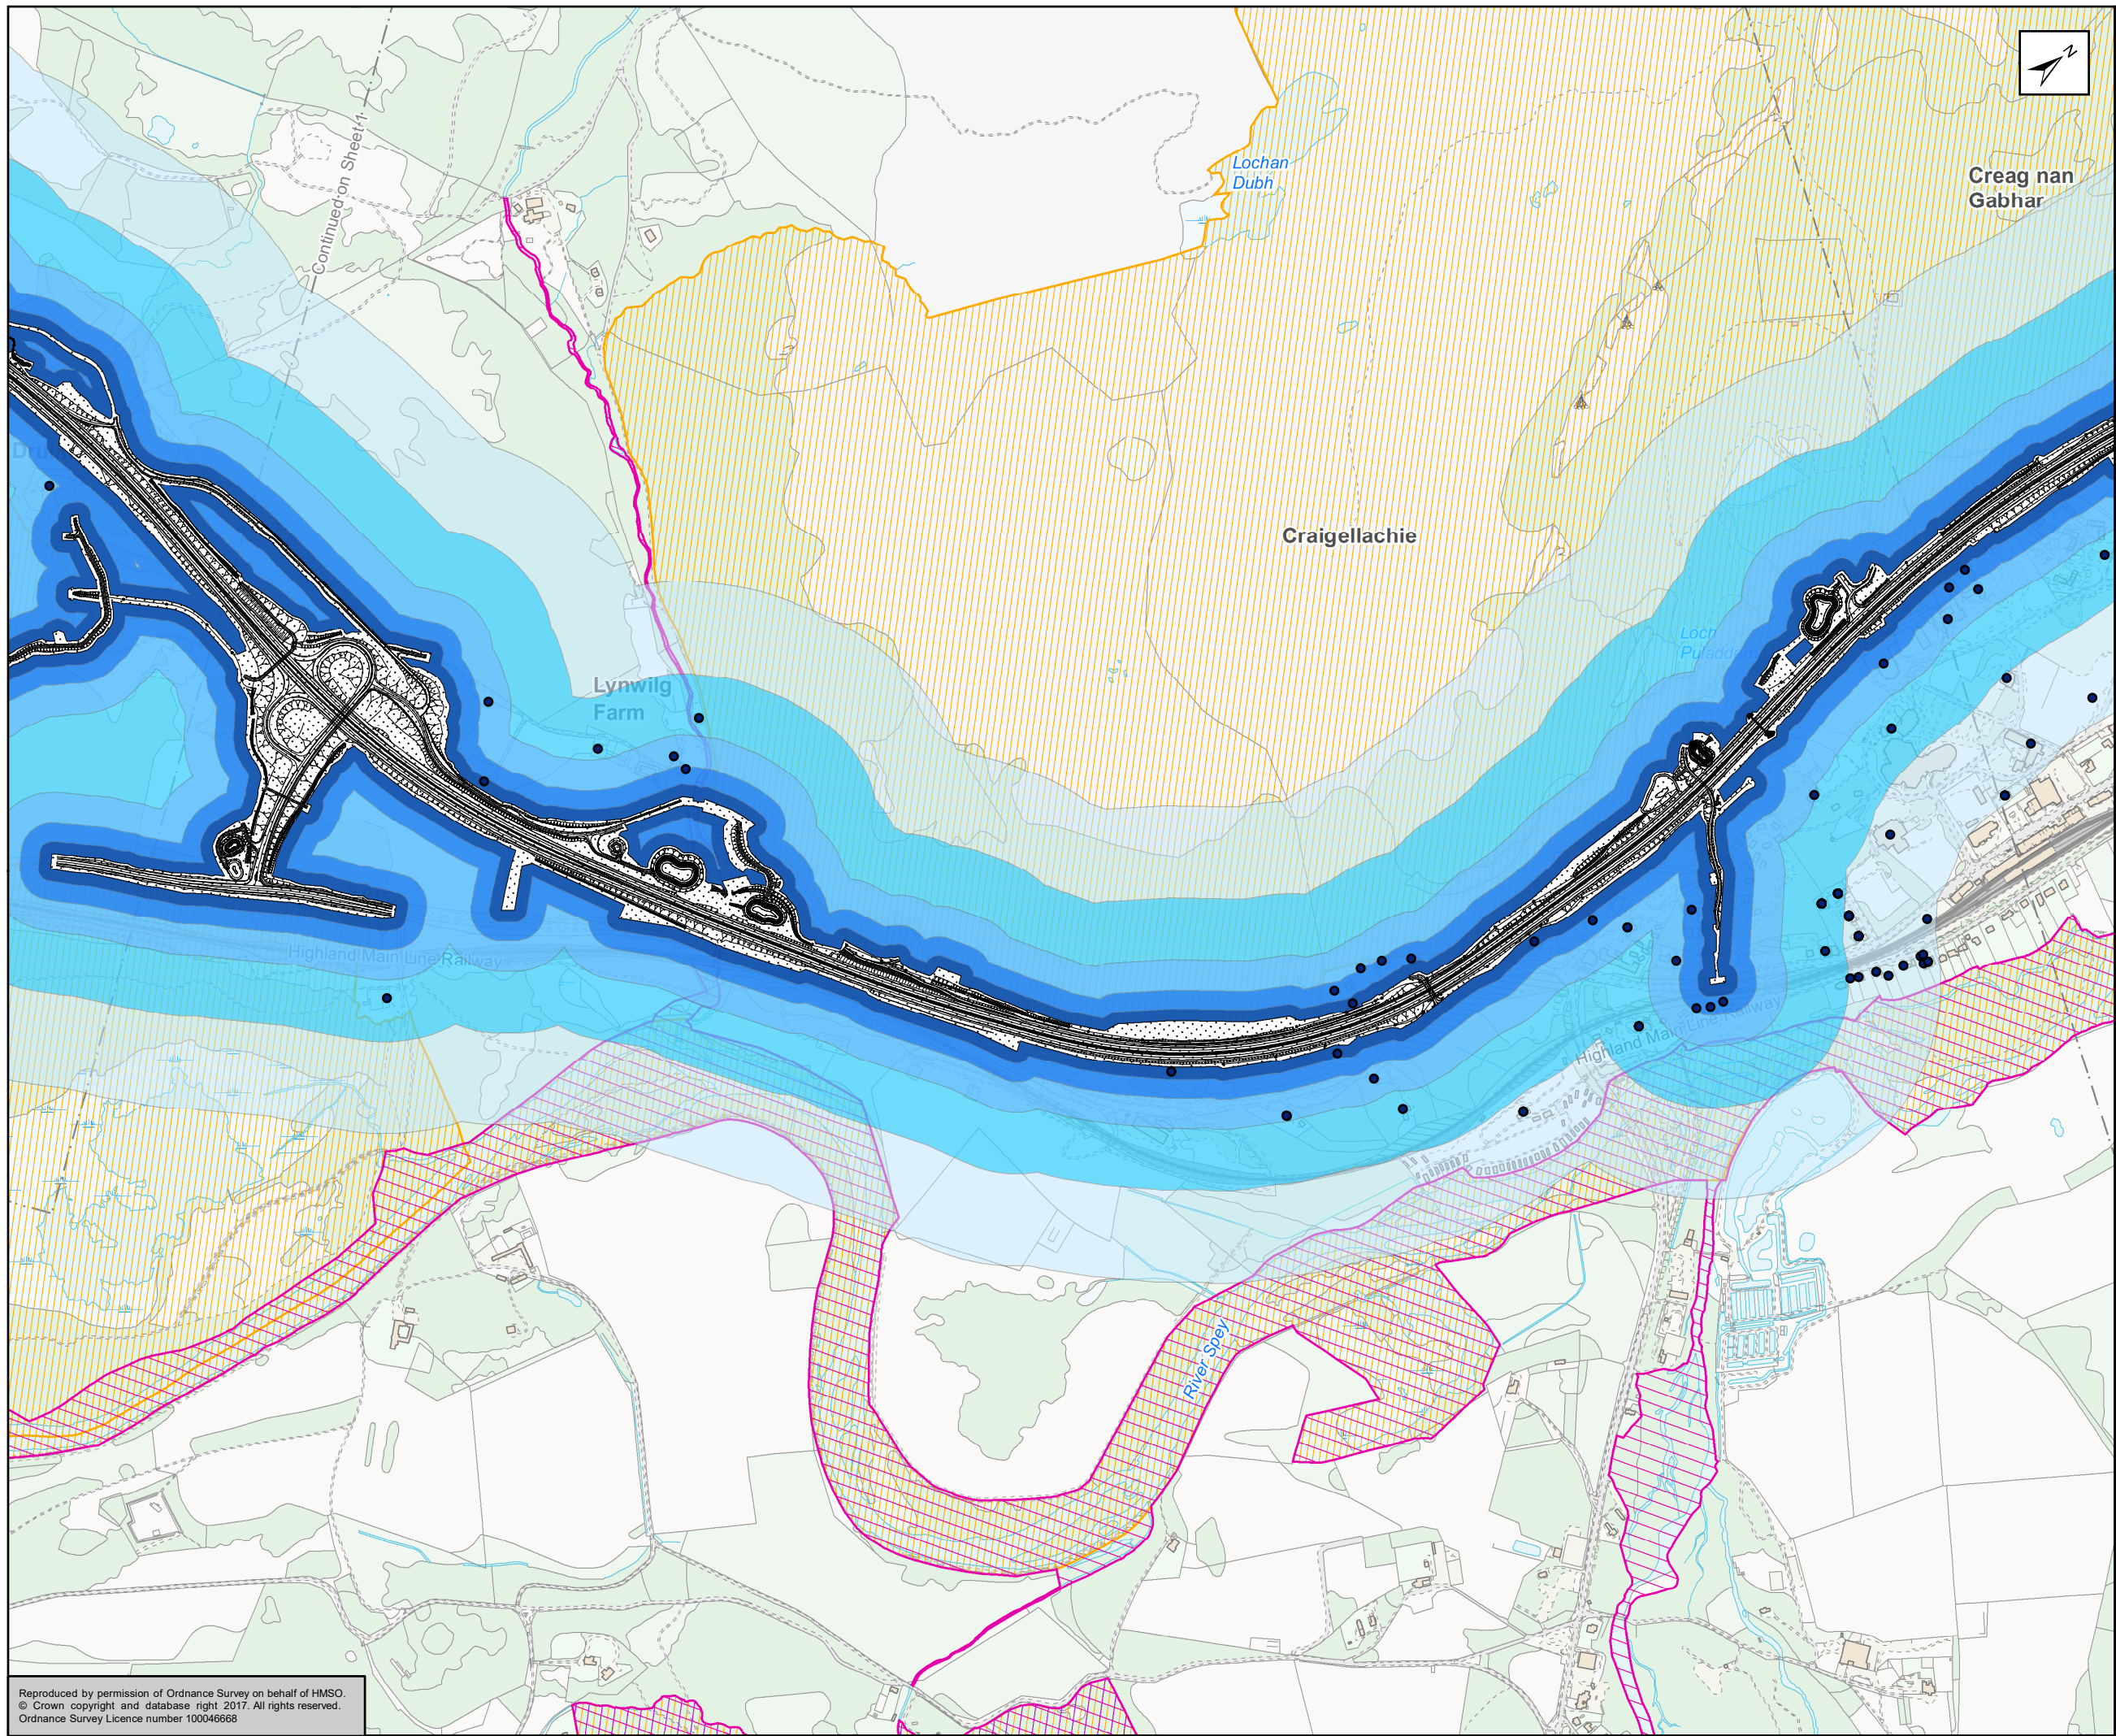 N
Continued on Sheet 1
Lochan
Dubh
Creag nan
Gabhar
Craigellachie
Loch
Lynwilg
Farm
Highland Main Line Railway
Highland Main Line Railway
River Spey
Reproduced by permission of Ordnance Survey on behalf of HMSO.
© Crown copyright and database right 2017. All rights reserved.
Ordnance Survey Licence number 100046668